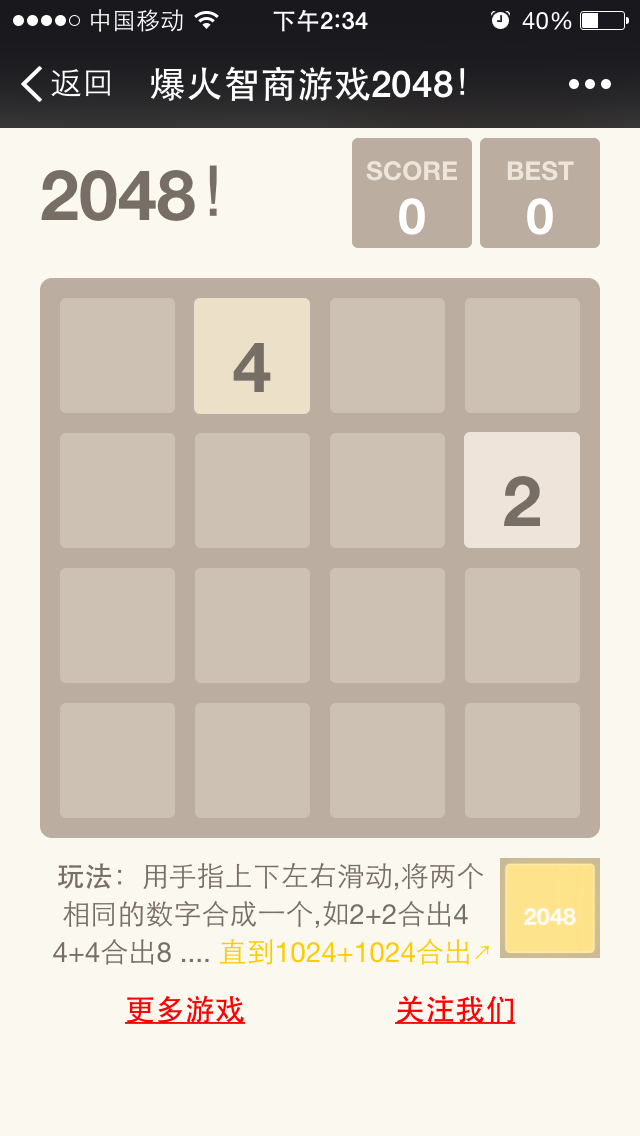 中国移动 下午2:34 40%
返回 爆火智商游戏2048！
2048！
SCORE BEST
0 0
4
2
玩法：用手指上下左右滑动,将两个
相同的数字合成一个,如2+2合出4
4+4合出8 .... 直到1024+1024合出↗
2048
更多游戏 关注我们